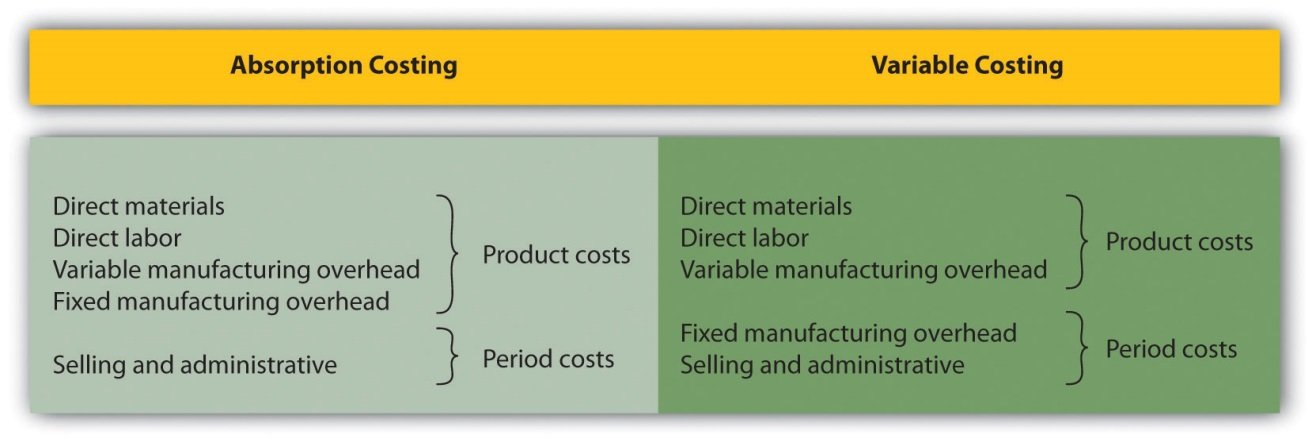 Absorption Costing
Variable Costing
Direct materials
Direct labor
Variable manufacturing overhead
Fixed manufacturing overhead
Product costs
Selling and administrative
Period costs
Direct materials
Direct labor
Variable manufacturing overhead
Product costs
Fixed manufacturing overhead
Selling and administrative
Period costs